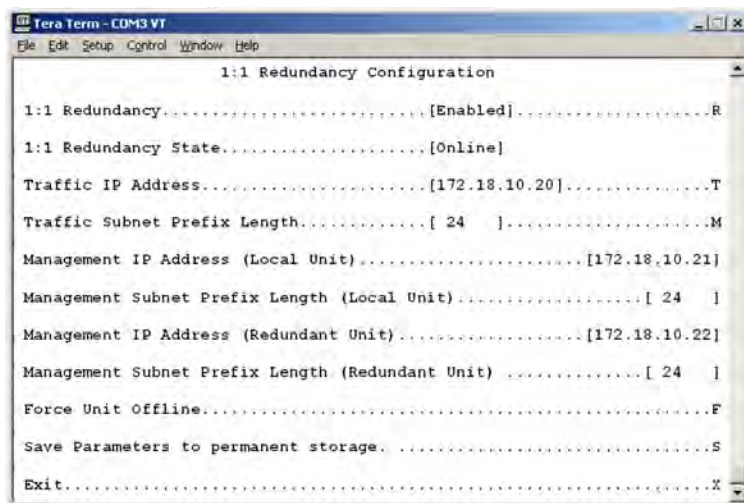 Tera Term - COM3 VT
File Edit Setup Control Window Help
1:1 Redundancy Configuration
1:1 Redundancy...........................[Enabled]....................R
1:1 Redundancy State.....................[Online]
Traffic IP Address.......................[172.18.10.20]...............T
Traffic Subnet Prefix Length.............[ 24   ].....................M
Management IP Address (Local Unit).......................[172.18.10.21]
Management Subnet Prefix Length (Local Unit)...................[ 24   ]
Management IP Address (Redundant Unit)...................[172.18.10.22]
Management Subnet Prefix Length (Redundant Unit) ..............[ 24   ]
Force Unit Offline....................................................F
Save Parameters to permanent storage. ................................S
Exit..................................................................X